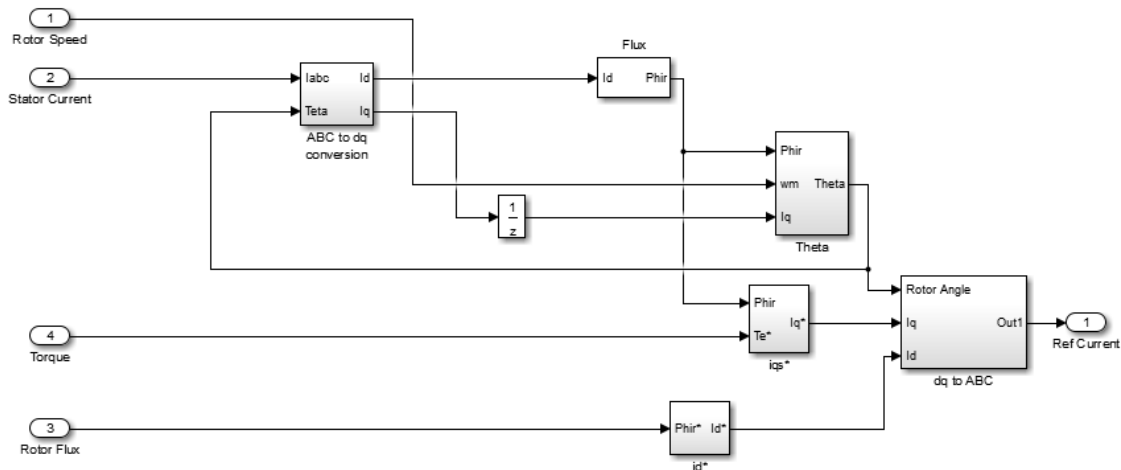 1
Rotor Speed
2
Stator Current
Iabc Id
Teta Iq
ABC to dq
conversion
Flux
Id Phir
Phir
wm Theta
Iq
Theta
1
z
Rotor Angle
Iq Out1
Id
dq to ABC
1
Ref Current
Phir
Iq*
Te*
iqs*
4
Torque
3
Rotor Flux
Phir* Id*
id*